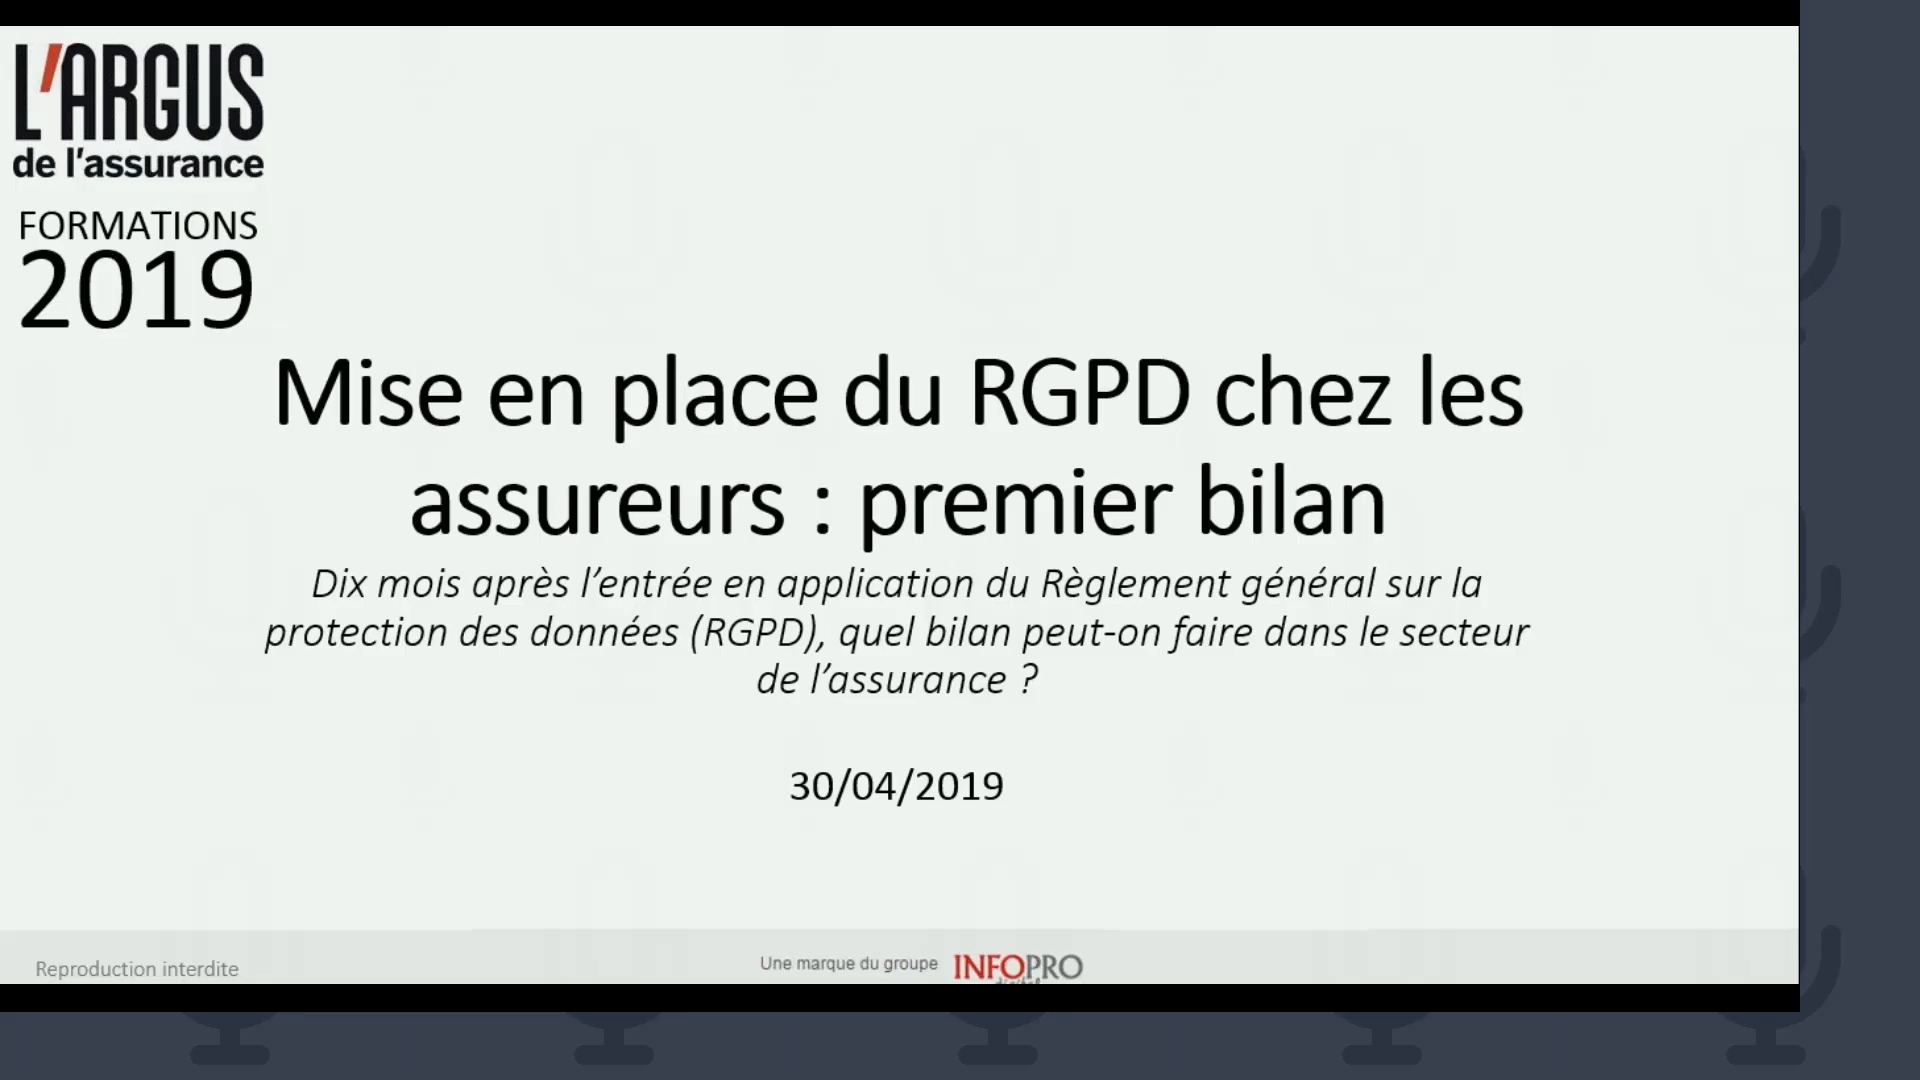 L'ARGUS
de l'assurance
FORMATIONS
2019
Mise en place du RGPD chez les
assureurs : premier bilan
Dix mois après l’entrée en application du Règlement général sur la
protection des données (RGPD), quel bilan peut-on faire dans le secteur
de l’assurance ?
30/04/2019
Reproduction interdite
Une marque du groupe INFOPRO